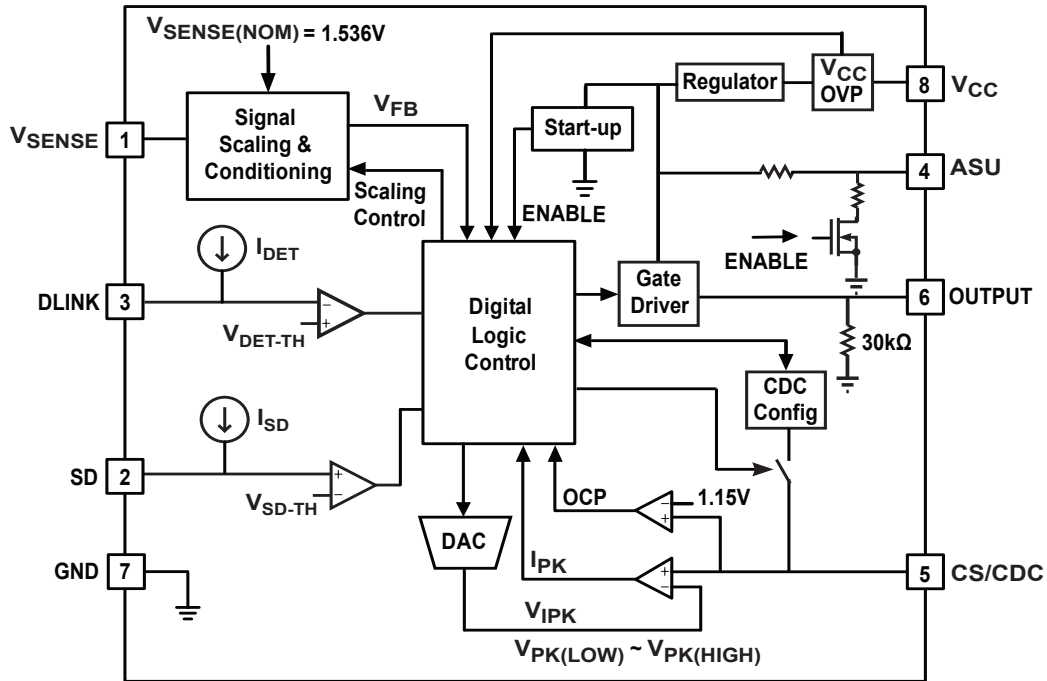 VSENSE(NOM) = 1.536V
VSENSE
1
Signal
Scaling &
Conditioning
VFB
Scaling
Control
Start-up
ENABLE
Regulator
VCC
OVP
8
VCC
4
ASU
ENABLE
IDET
DLINK
3
−
+
VDET-TH
Digital
Logic
Control
Gate
Driver
6
OUTPUT
30kΩ
CDC
Config
ISD
SD
2
+
−
VSD-TH
OCP
−
+
1.15V
DAC
GND
7
IPK
+
−
5
CS/CDC
VIPK
VPK(LOW) ~ VPK(HIGH)